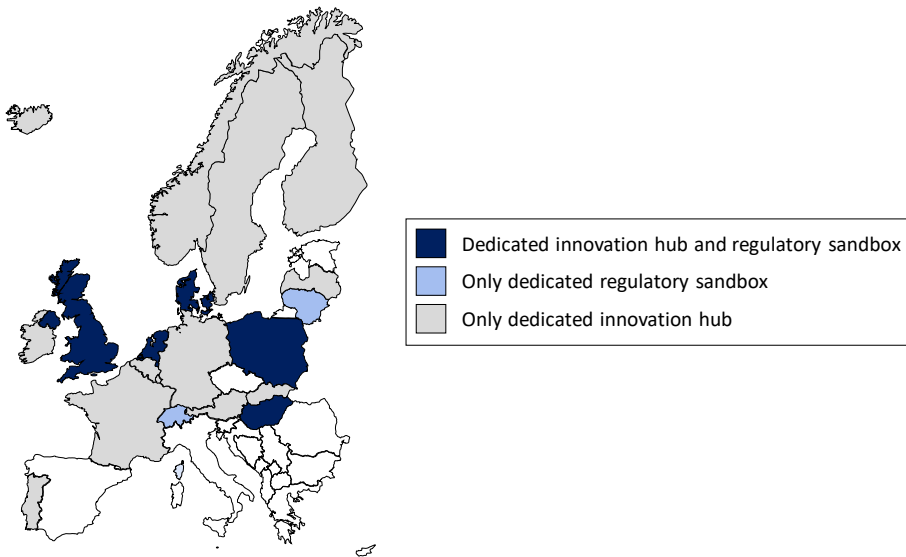 Dedicated innovation hub and regulatory sandbox
Only dedicated regulatory sandbox
Only dedicated innovation hub